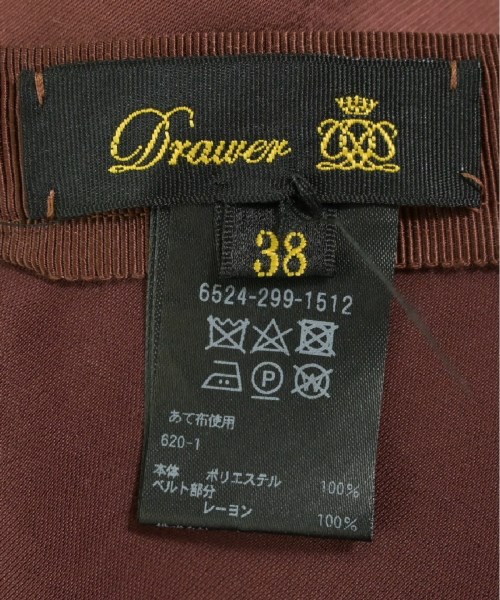 Drawer
38
6524-299-1512
P W
あて布使用
620-1
本体 ポリエステル 100%
ベルト部分
レーヨン 100%